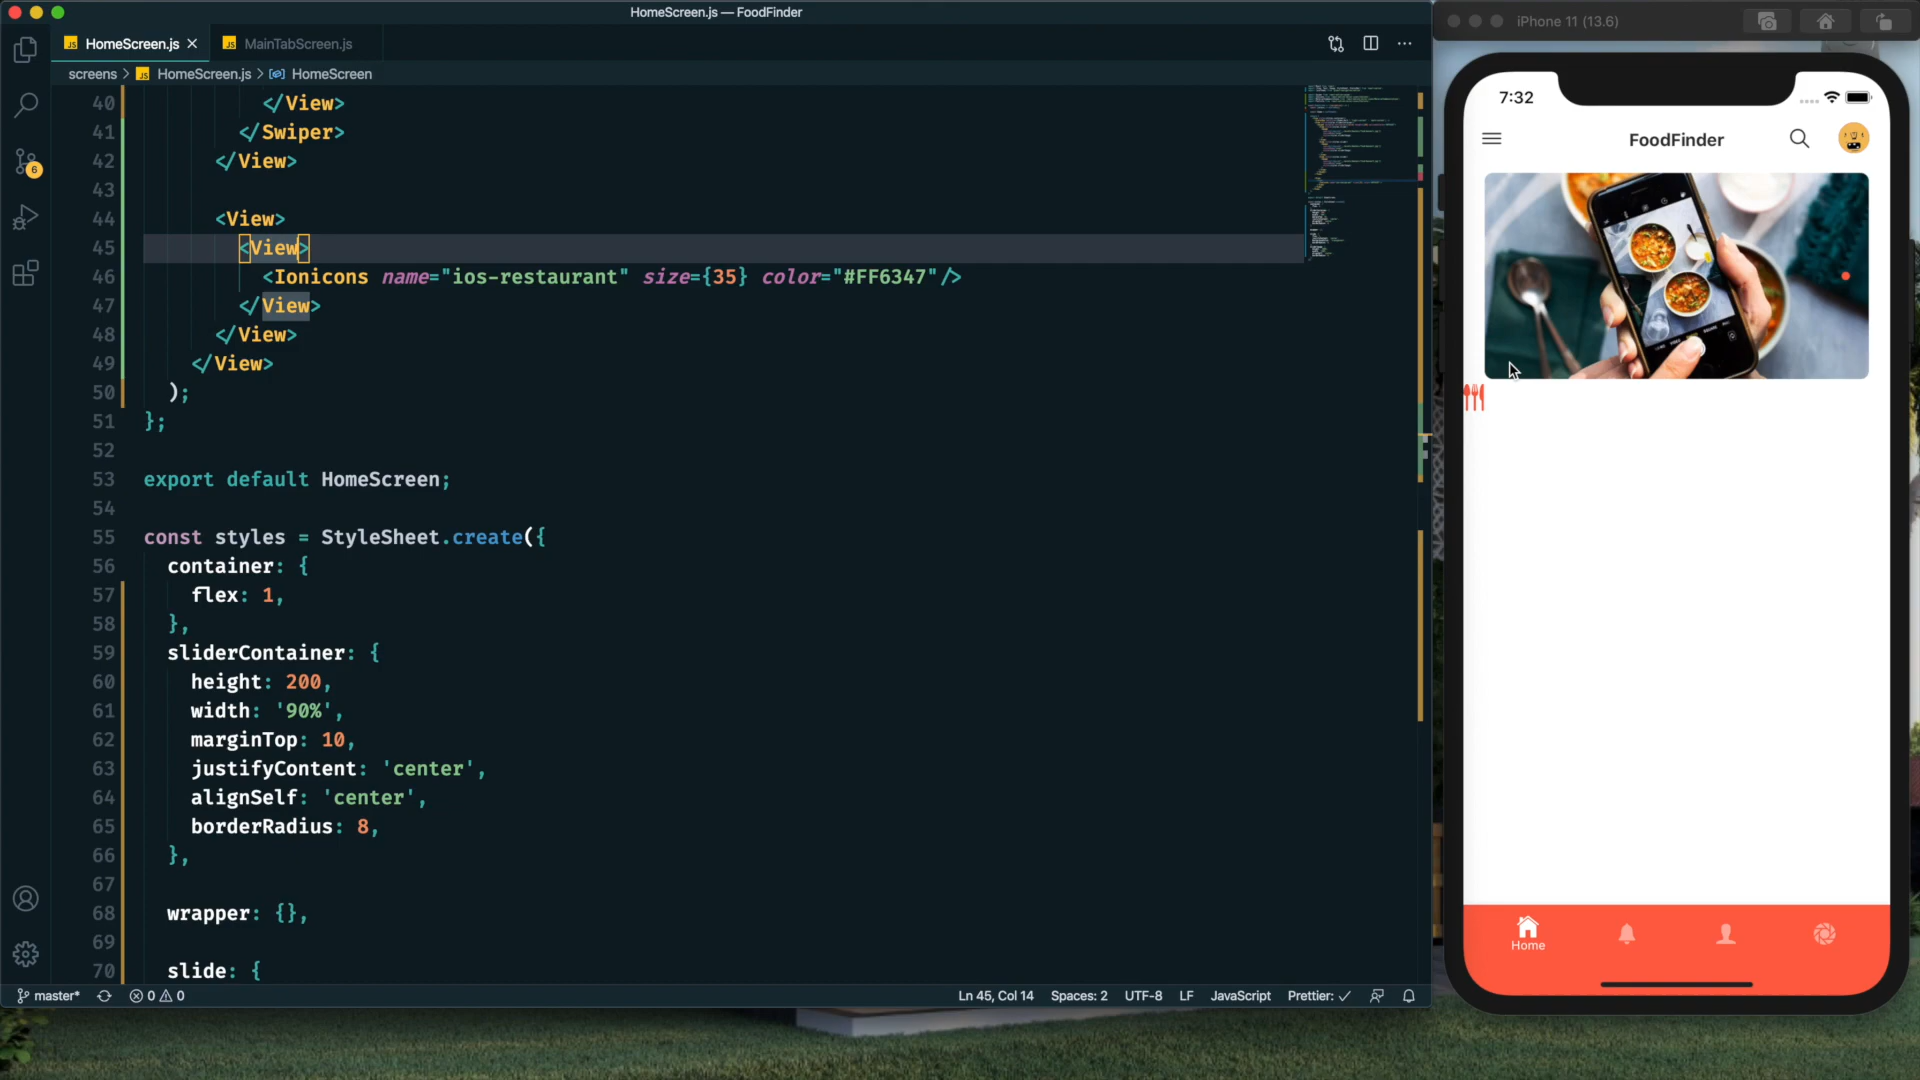 HomeScreen.js — FoodFinder
JS HomeScreen.js
JS MainTabScreen.js
screens > JS HomeScreen.js > HomeScreen
40 </View>
41 </Swiper>
42 </View>
43
44 <View>
45 <View>
46 <Ionicons name="ios-restaurant" size={35} color="#FF6347"/>
47 </View>
48 </View>
49 </View>
50 );
51 };
52
53 export default HomeScreen;
54
55 const styles = StyleSheet.create({
56 container: {
57 flex: 1,
58 },
59 sliderContainer: {
60 height: 200,
61 width: '90%',
62 marginTop: 10,
63 justifyContent: 'center',
64 alignSelf: 'center',
65 borderRadius: 8,
66 },
67
68 wrapper: {},
69
70 slide: {
6
master* 0 0
Ln 45, Col 14 Spaces: 2 UTF-8 LF JavaScript Prettier: ✓
iPhone 11 (13.6)
7:32
FoodFinder
Home